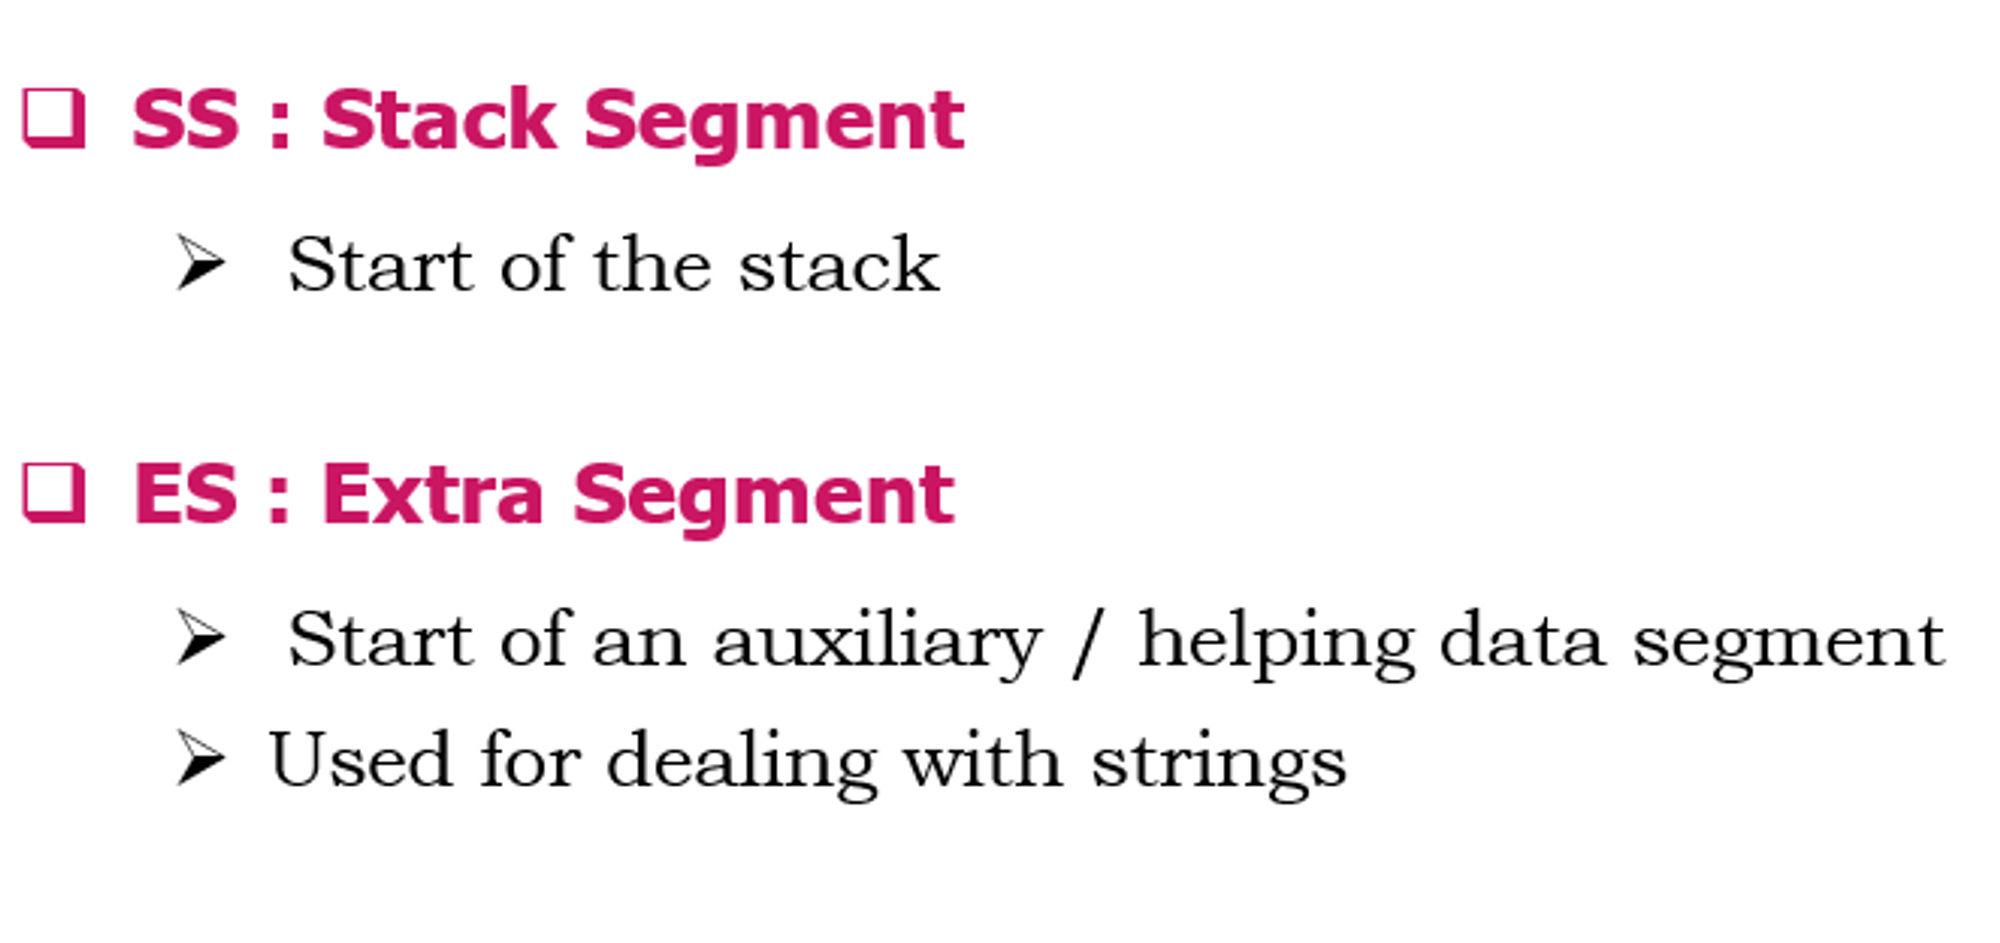 ❑ SS : Stack Segment
➢ Start of the stack
❑ ES : Extra Segment
➢ Start of an auxiliary / helping data segment
➢ Used for dealing with strings